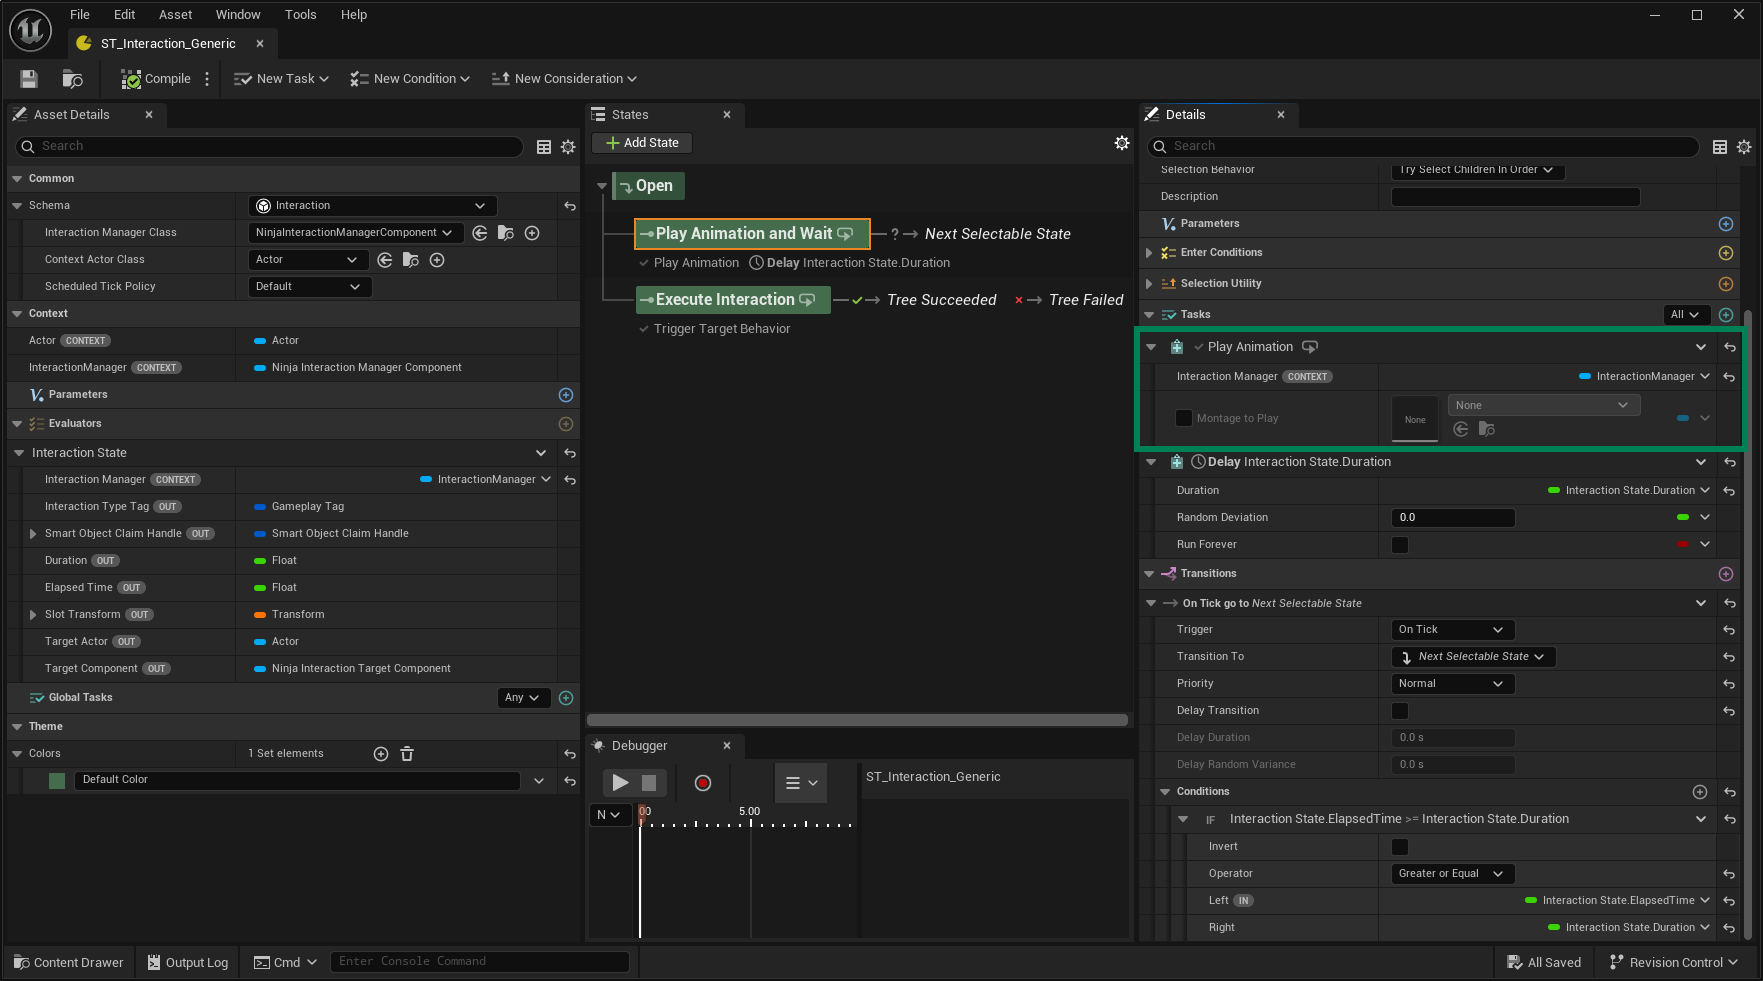 File Edit Asset Window Tools Help
ST_Interaction_Generic
Compile New Task New Condition New Consideration
Asset Details
Search
Common
Schema Interaction
Interaction Manager Class NinjaInteractionManagerComponent
Context Actor Class Actor
Scheduled Tick Policy Default
Context
Actor CONTEXT Actor
InteractionManager CONTEXT Ninja Interaction Manager Component
Parameters
Evaluators
Interaction State
Interaction Manager CONTEXT InteractionManager
Interaction Type Tag OUT Gameplay Tag
Smart Object Claim Handle OUT Smart Object Claim Handle
Duration OUT Float
Elapsed Time OUT Float
Slot Transform OUT Transform
Target Actor OUT Actor
Target Component OUT Ninja Interaction Target Component
Global Tasks Any
Theme
Colors 1 Set elements
Default Color
States
Add State
Open
Play Animation and Wait ? Next Selectable State
Play Animation Delay Interaction State.Duration
Execute Interaction Tree Succeeded Tree Failed
Trigger Target Behavior
Debugger
ST_Interaction_Generic
N 00 5.00
Details
Search
Selection Behavior Try Select Children In Order
Description
Parameters
Enter Conditions
Selection Utility
Tasks All
Play Animation
Interaction Manager CONTEXT InteractionManager
Montage to Play None None
Delay Interaction State.Duration
Duration Interaction State.Duration
Random Deviation 0.0
Run Forever
Transitions
On Tick go to Next Selectable State
Trigger On Tick
Transition To Next Selectable State
Priority Normal
Delay Transition
Delay Duration 0.0 s
Delay Random Variance 0.0 s
Conditions
IF Interaction State.ElapsedTime >= Interaction State.Duration
Invert
Operator Greater or Equal
Left IN Interaction State.ElapsedTime
Right Interaction State.Duration
Content Drawer Output Log Cmd Enter Console Command All Saved Revision Control